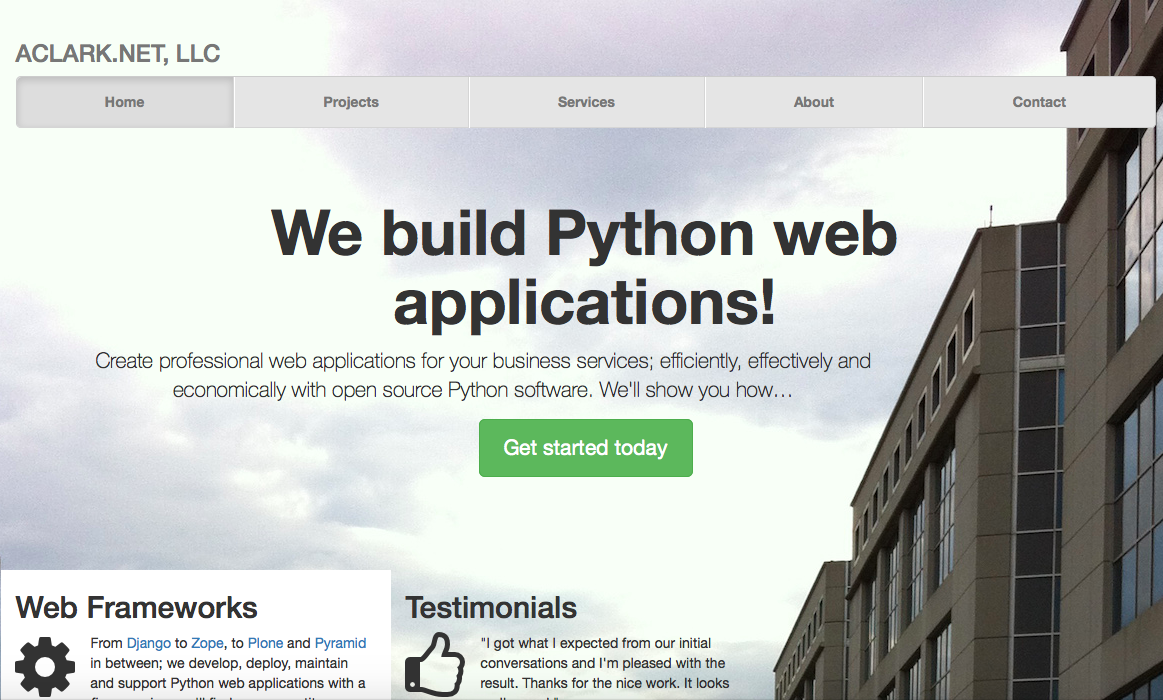 ACLARK.NET, LLC
Home Projects Services About Contact
We build Python web
applications!
Create professional web applications for your business services; efficiently, effectively and
economically with open source Python software. We'll show you how…
Get started today
Web Frameworks
From Django to Zope, to Plone and Pyramid
in between; we develop, deploy, maintain
and support Python web applications with a
Testimonials
"I got what I expected from our initial
conversations and I'm pleased with the
result. Thanks for the nice work. It looks